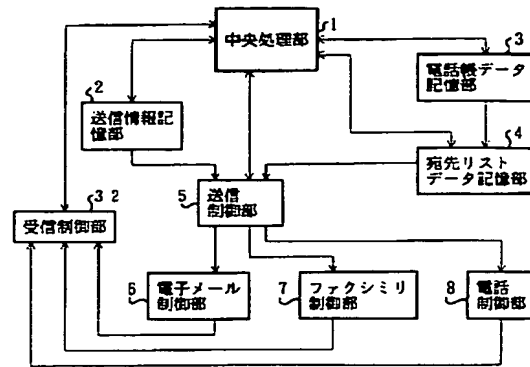 1
中央処理部
3
電話帳データ
記憶部
2
送信情報記
憶部
4
宛先リスト
データ記憶部
5
送信
制御部
3 2
受信制御部
6
電子メール
制御部
7
ファクシミリ
制御部
8
電話
制御部